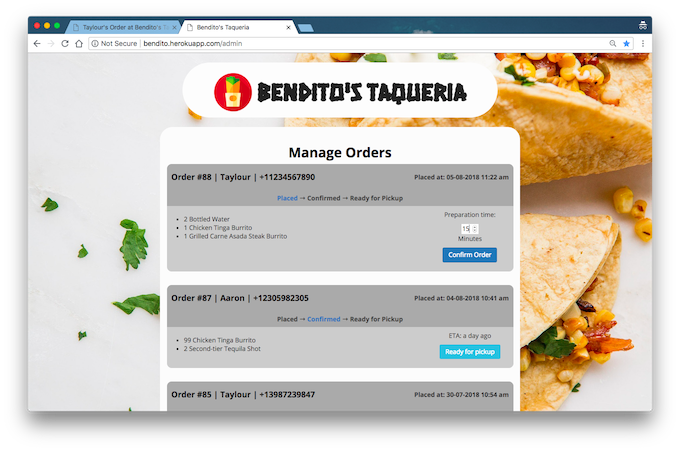 Taylour's Order at Bendito's T
Bendito's Taqueria
Not Secure | bendito.herokuapp.com/admin
BENDITO'S TAQUERIA
Manage Orders
Order #88 | Taylour | +11234567890
Placed at: 05-08-2018 11:22 am
Placed → Confirmed → Ready for Pickup
2 Bottled Water
1 Chicken Tinga Burrito
1 Grilled Carne Asada Steak Burrito
Preparation time:
15
Minutes
Confirm Order
Order #87 | Aaron | +12305982305
Placed at: 04-08-2018 10:41 am
Placed → Confirmed → Ready for Pickup
99 Chicken Tinga Burrito
2 Second-tier Tequila Shot
ETA: a day ago
Ready for pickup
Order #85 | Taylour | +13987239847
Placed at: 30-07-2018 10:54 am